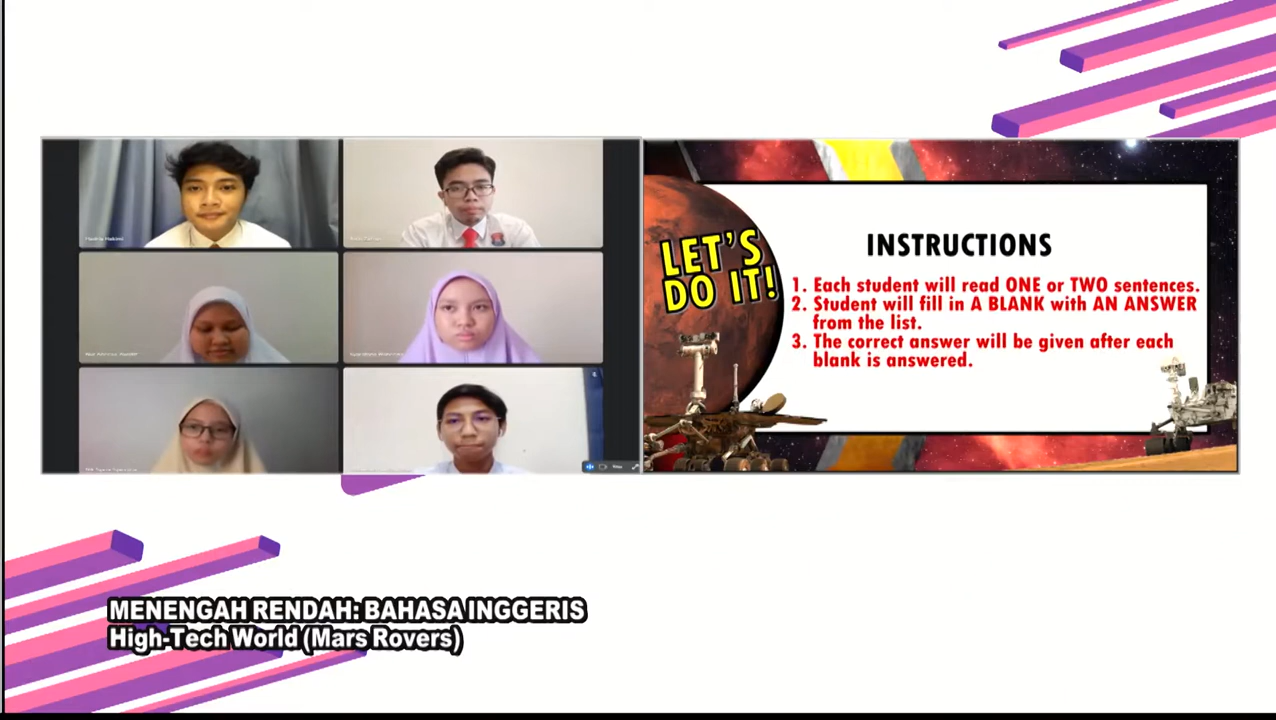 LET'S
DO IT!
INSTRUCTIONS
1. Each student will read ONE or TWO sentences.
2. Student will fill in A BLANK with AN ANSWER
from the list.
3. The correct answer will be given after each
blank is answered.
MENENGAH RENDAH: BAHASA INGGERIS
High-Tech World (Mars Rovers)